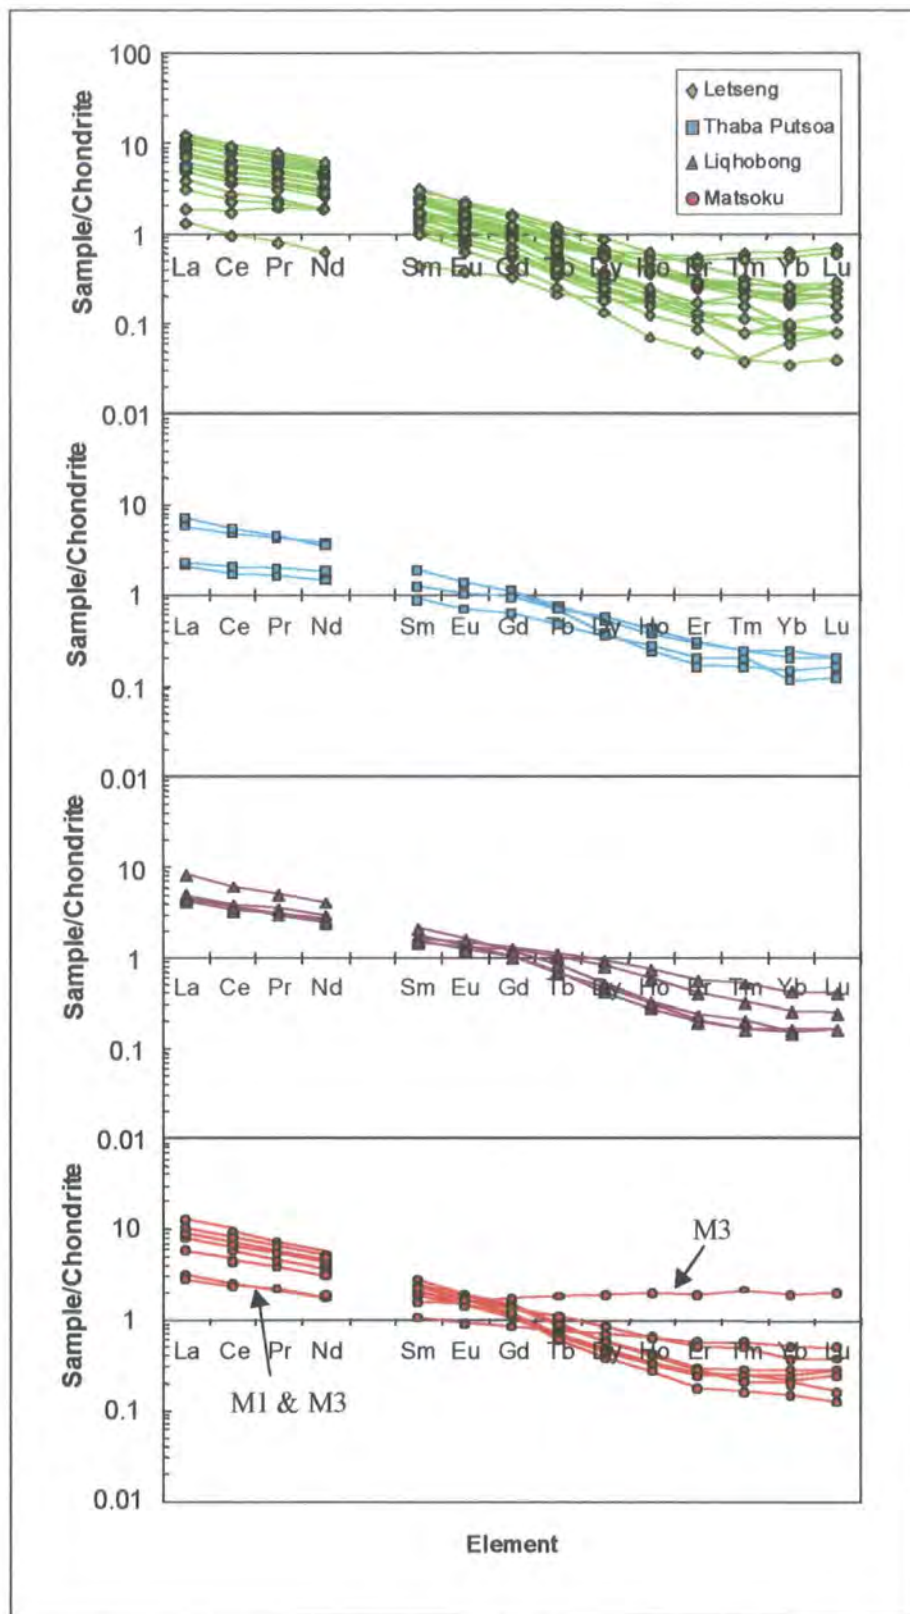 100
10
1
0.1
0.01
Sample/Chondrite
Letseng
Thaba Putsoa
Liqhobong
Matsoku
La Ce Pr Nd Sm Eu Gd Tb Dy Ho Er Tm Yb Lu
10
1
0.1
0.01
Sample/Chondrite
La Ce Pr Nd Sm Eu Gd Tb Dy Ho Er Tm Yb Lu
10
1
0.1
0.01
Sample/Chondrite
La Ce Pr Nd Sm Eu Gd Tb Dy Ho Er Tm Yb Lu
10
1
0.1
0.01
Sample/Chondrite
M3
La Ce Pr Nd Sm Eu Gd Tb Dy Ho Er Tm Yb Lu
M1 & M3
Element